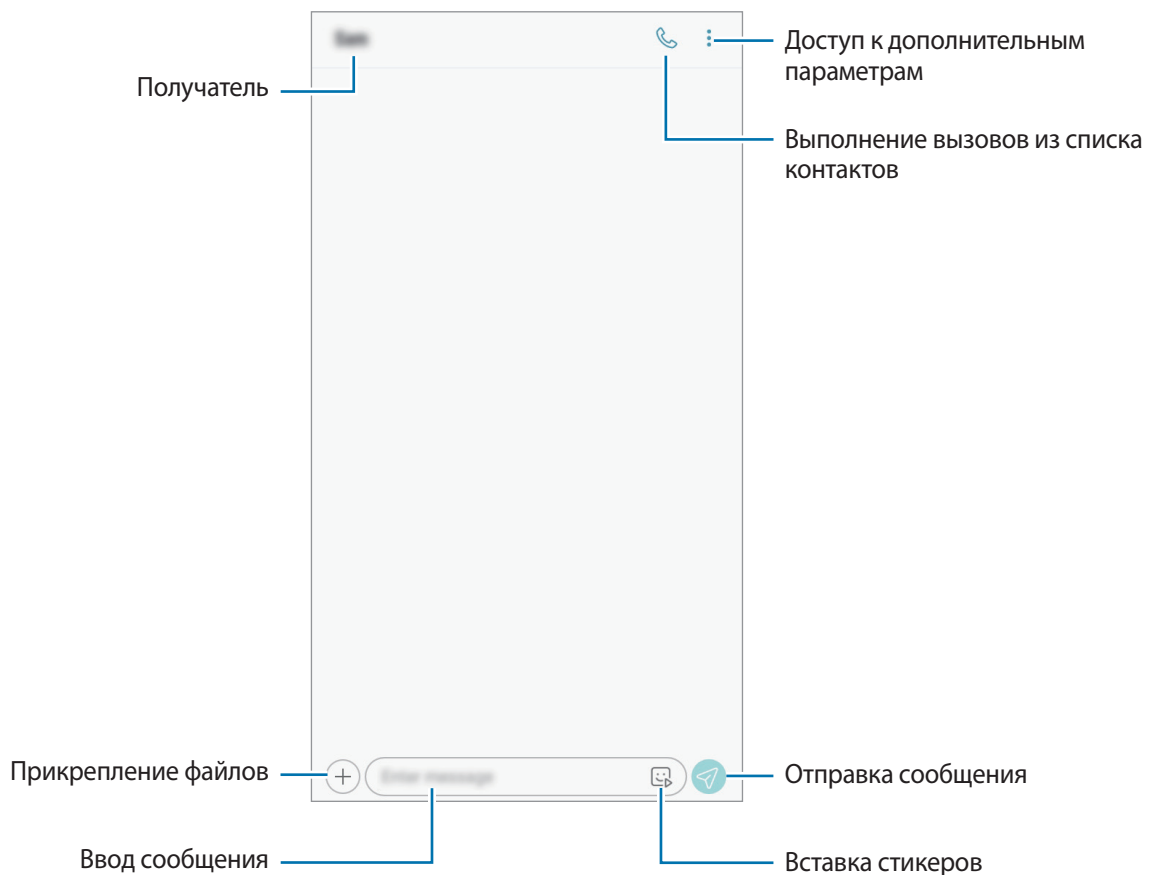 Доступ к дополнительным
параметрам
Получатель
Выполнение вызовов из списка
контактов
Прикрепление файлов
Отправка сообщения
Ввод сообщения
Вставка стикеров